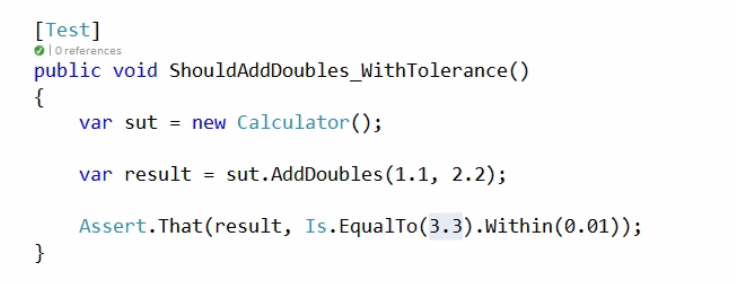 [Test]
| 0 references
public void ShouldAddDoubles_WithTolerance()
{
var sut = new Calculator();
var result = sut.AddDoubles(1.1, 2.2);
Assert.That(result, Is.EqualTo(3.3).Within(0.01));
}